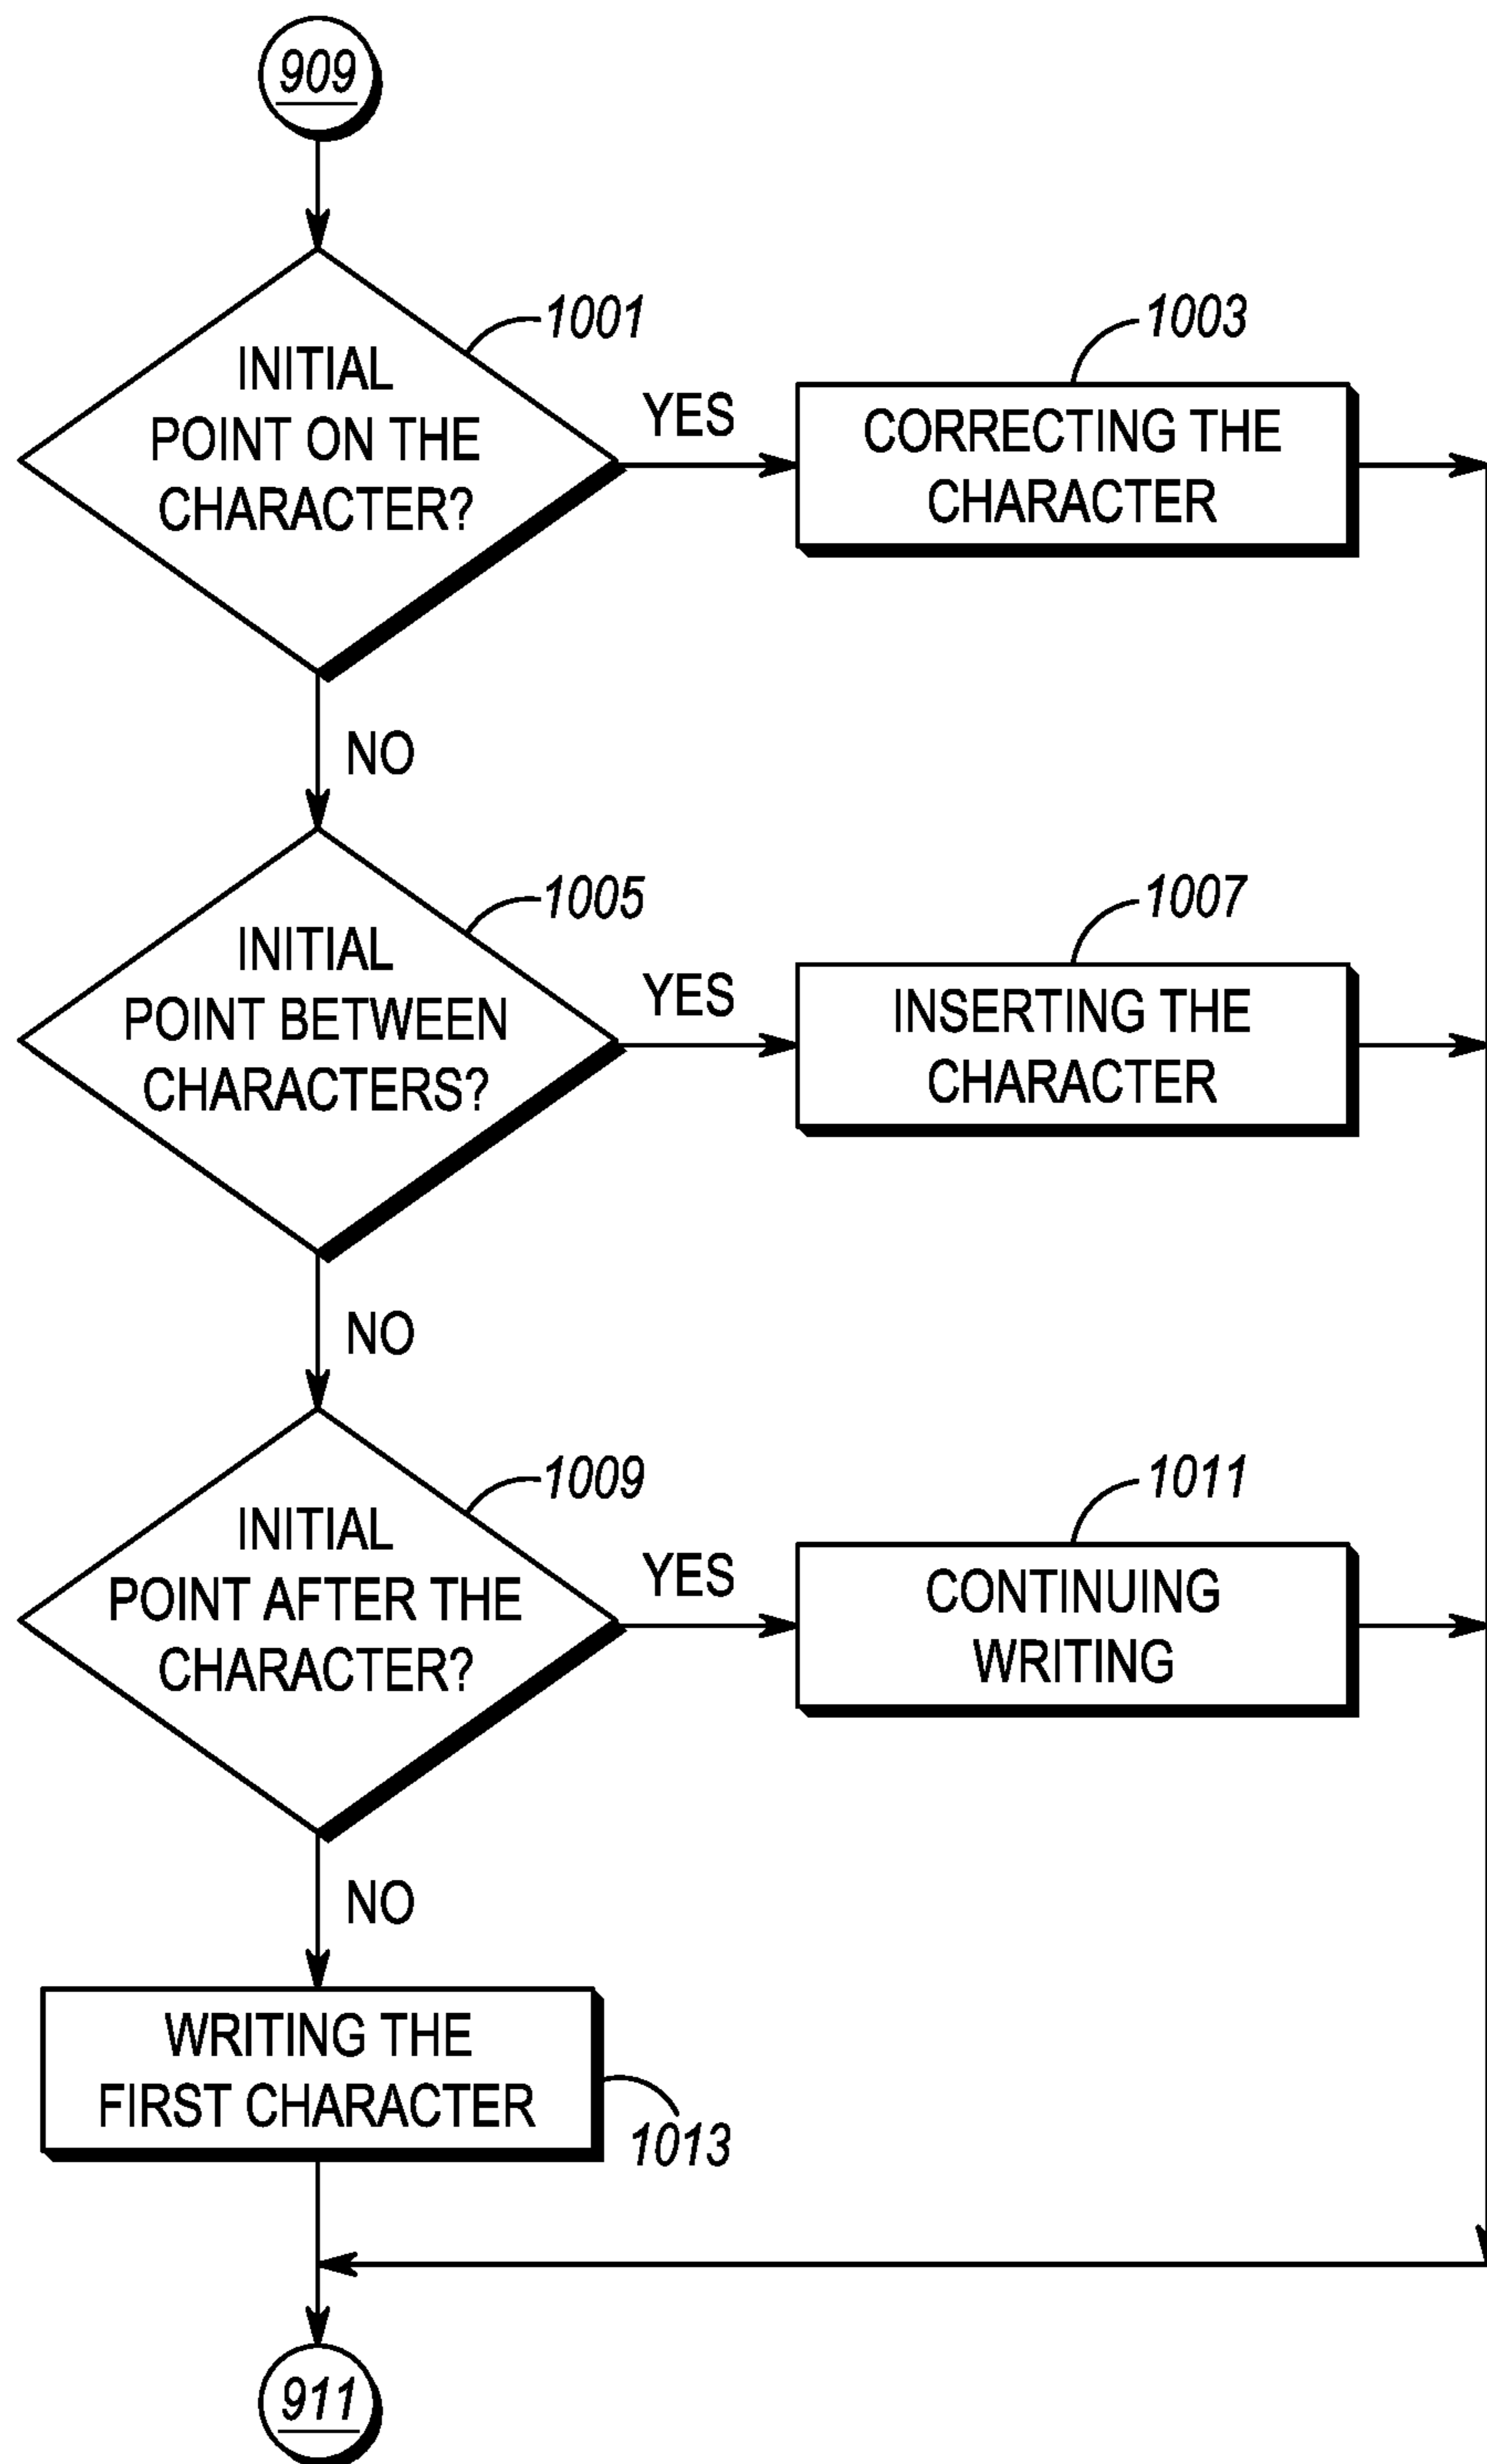 909
1001
INITIAL
POINT ON THE
CHARACTER?
YES
1003
CORRECTING THE
CHARACTER
NO
1005
INITIAL
POINT BETWEEN
CHARACTERS?
YES
1007
INSERTING THE
CHARACTER
NO
1009
INITIAL
POINT AFTER THE
CHARACTER?
YES
1011
CONTINUING
WRITING
NO
WRITING THE
FIRST CHARACTER
1013
911